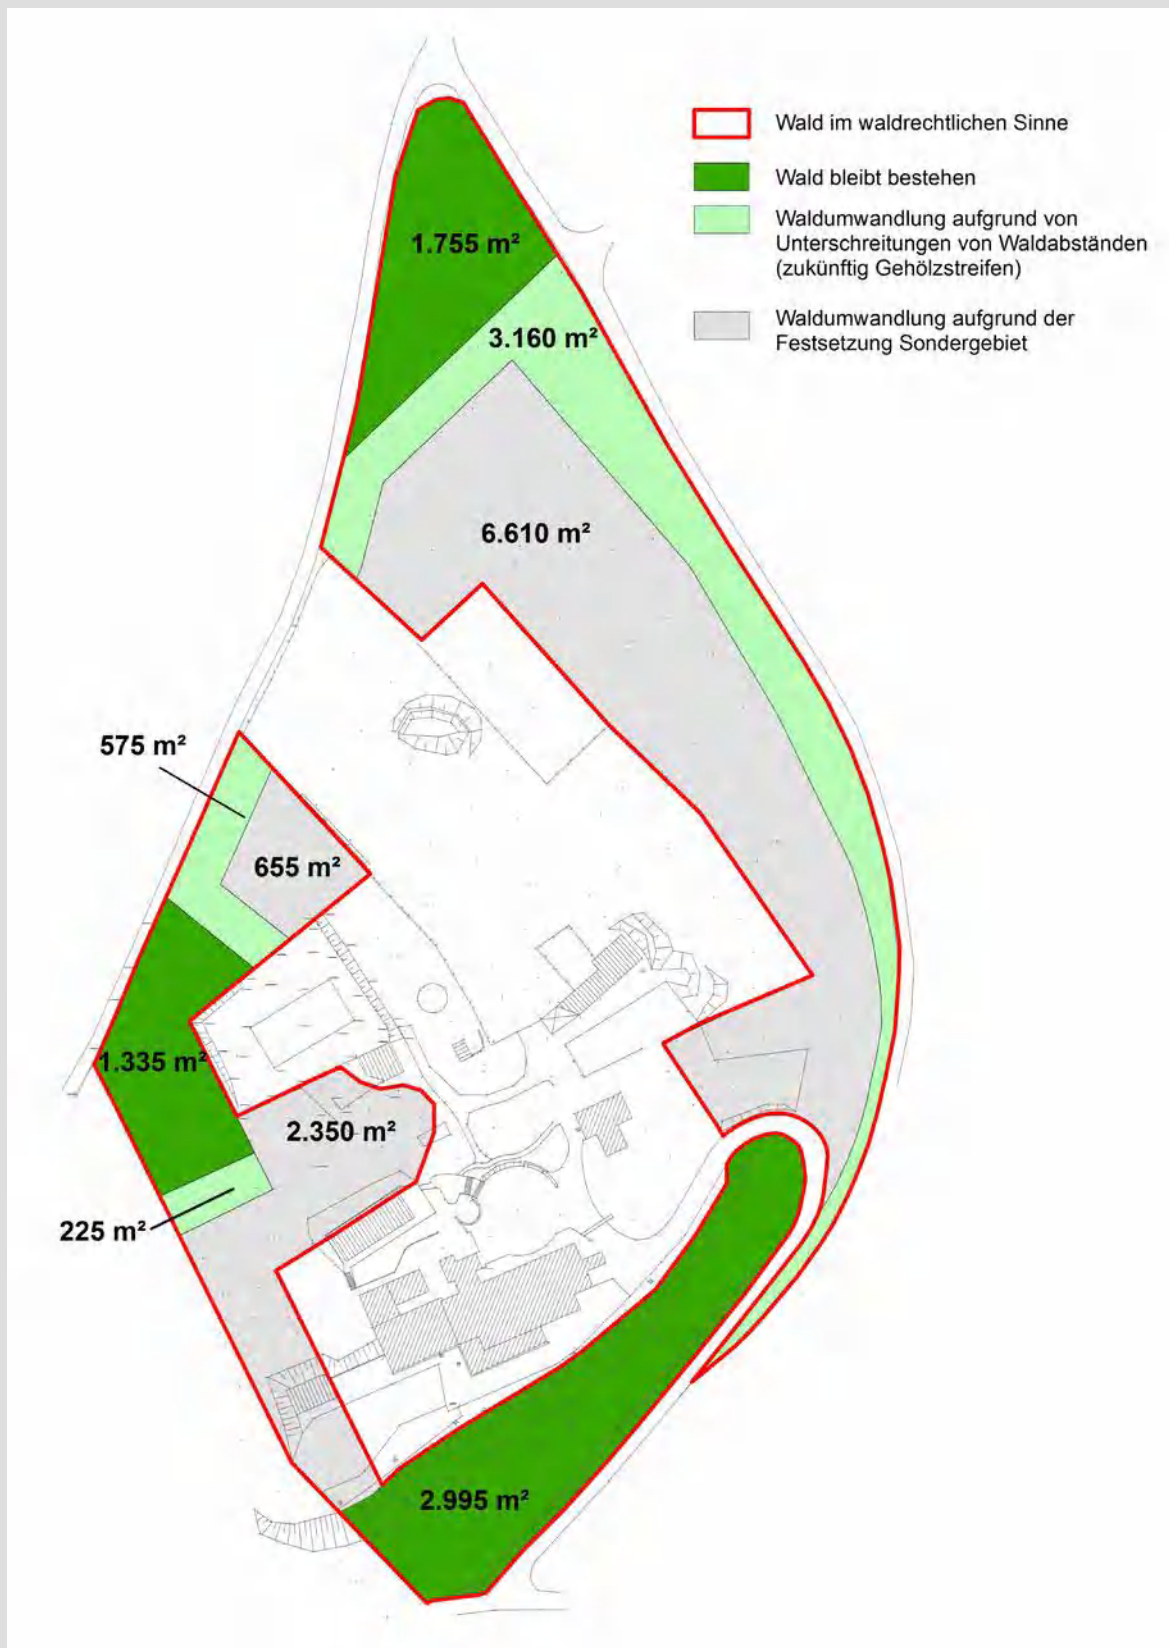 Wald im waldrechtlichen Sinne
Wald bleibt bestehen
Waldumwandlung aufgrund von
Unterschreitungen von Waldabständen
(zukünftig Gehölzstreifen)
Waldumwandlung aufgrund der
Festsetzung Sondergebiet
1.755 m²
3.160 m²
6.610 m²
575 m²
655 m²
1.335 m²
2.350 m²
225 m²
2.995 m²